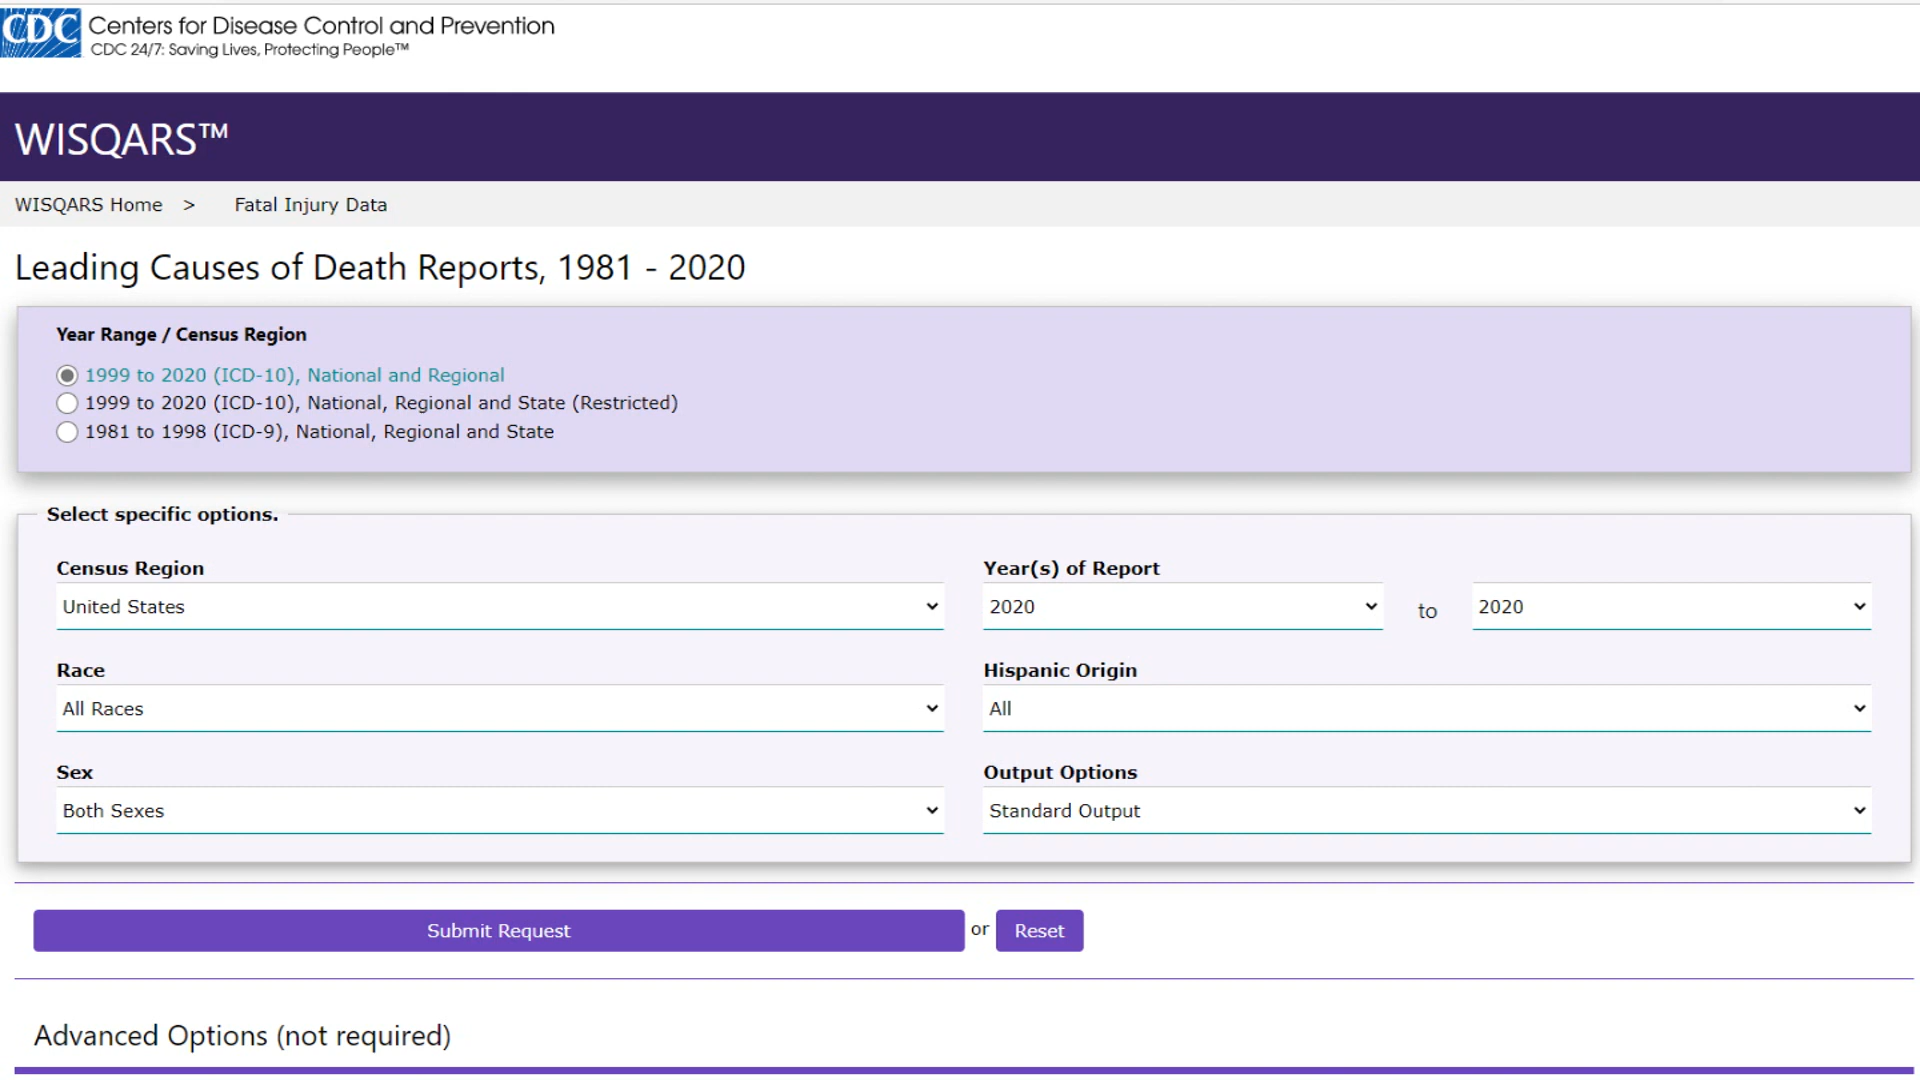 CDC
Centers for Disease Control and Prevention
CDC 24/7: Saving Lives, Protecting People™
WISQARS™
WISQARS Home > Fatal Injury Data
Leading Causes of Death Reports, 1981 - 2020
Year Range / Census Region
1999 to 2020 (ICD-10), National and Regional
1999 to 2020 (ICD-10), National, Regional and State (Restricted)
1981 to 1998 (ICD-9), National, Regional and State
Select specific options.
Census Region
United States
Year(s) of Report
2020 to 2020
Race
All Races
Hispanic Origin
All
Sex
Both Sexes
Output Options
Standard Output
Submit Request or Reset
Advanced Options (not required)